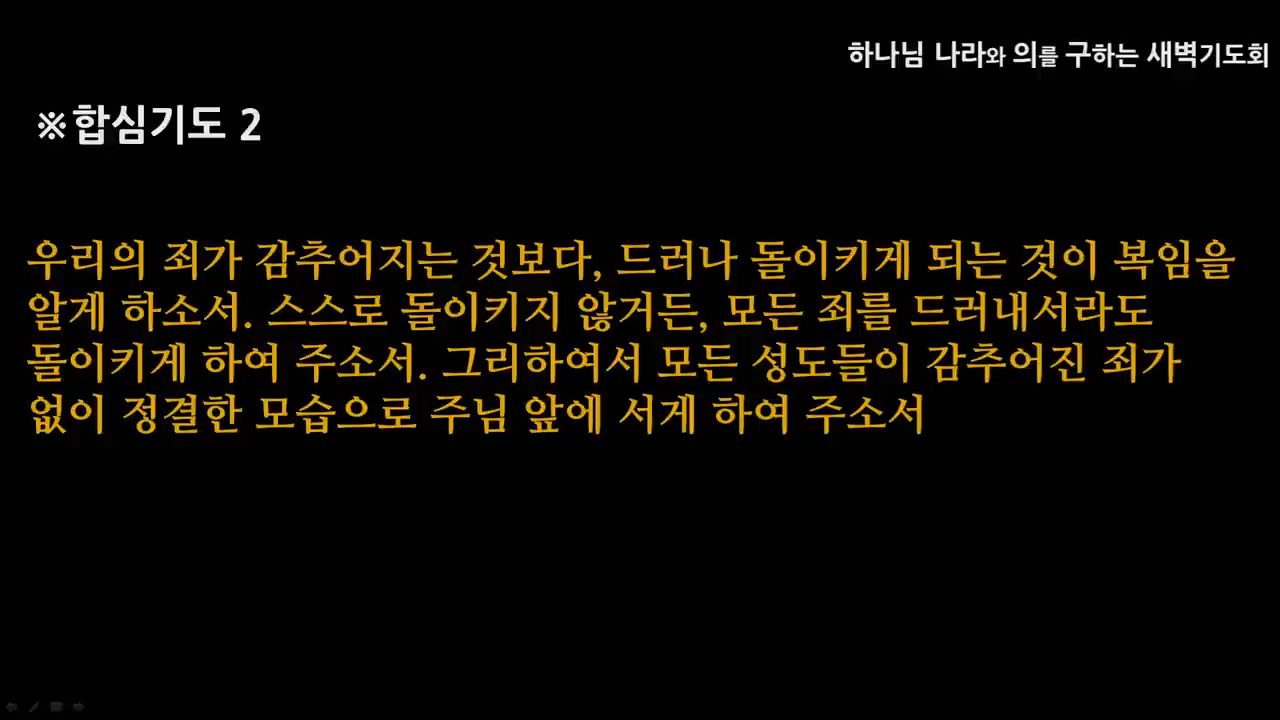 하나님 나라와 의를 구하는 새벽기도회
※합심기도 2
우리의 죄가 감추어지는 것보다, 드러나 돌이키게 되는 것이 복임을
알게 하소서. 스스로 돌이키지 않거든, 모든 죄를 드러내서라도
돌이키게 하여 주소서. 그리하여서 모든 성도들이 감추어진 죄가
없이 정결한 모습으로 주님 앞에 서게 하여 주소서